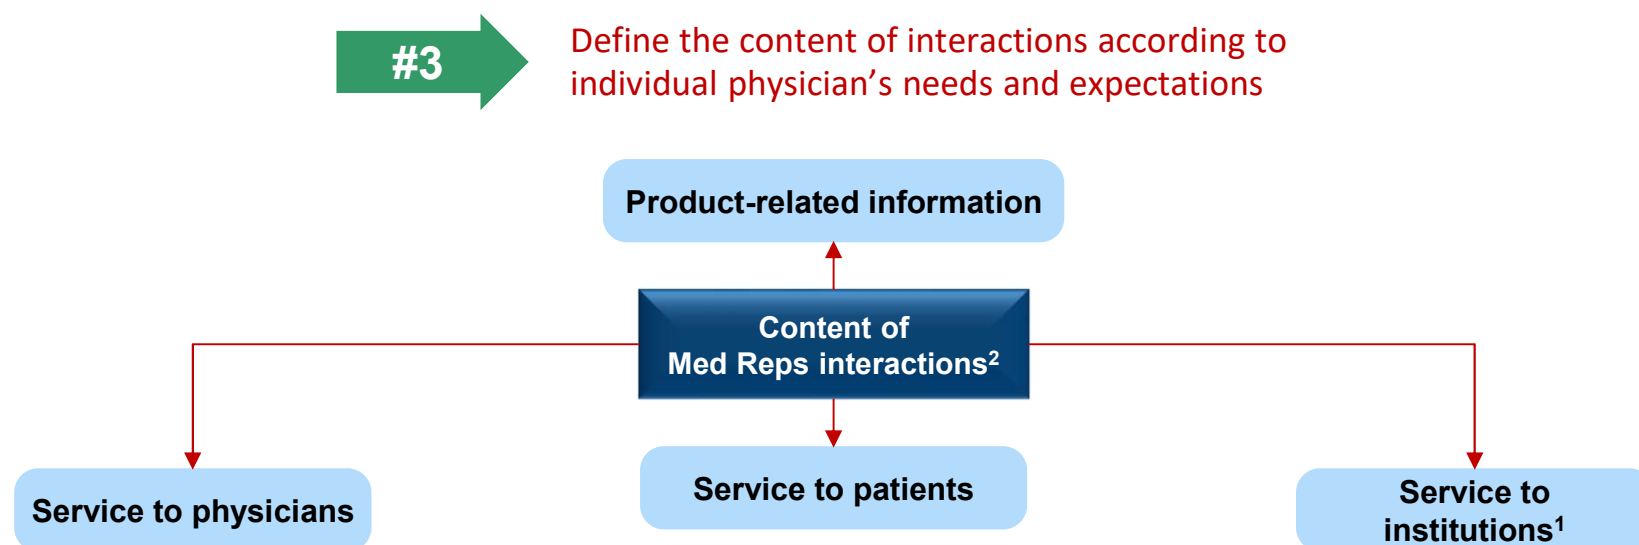 #3
Define the content of interactions according to
individual physician’s needs and expectations
Product-related information
Content of
Med Reps interactions²
Service to physicians
Service to patients
Service to
institutions¹